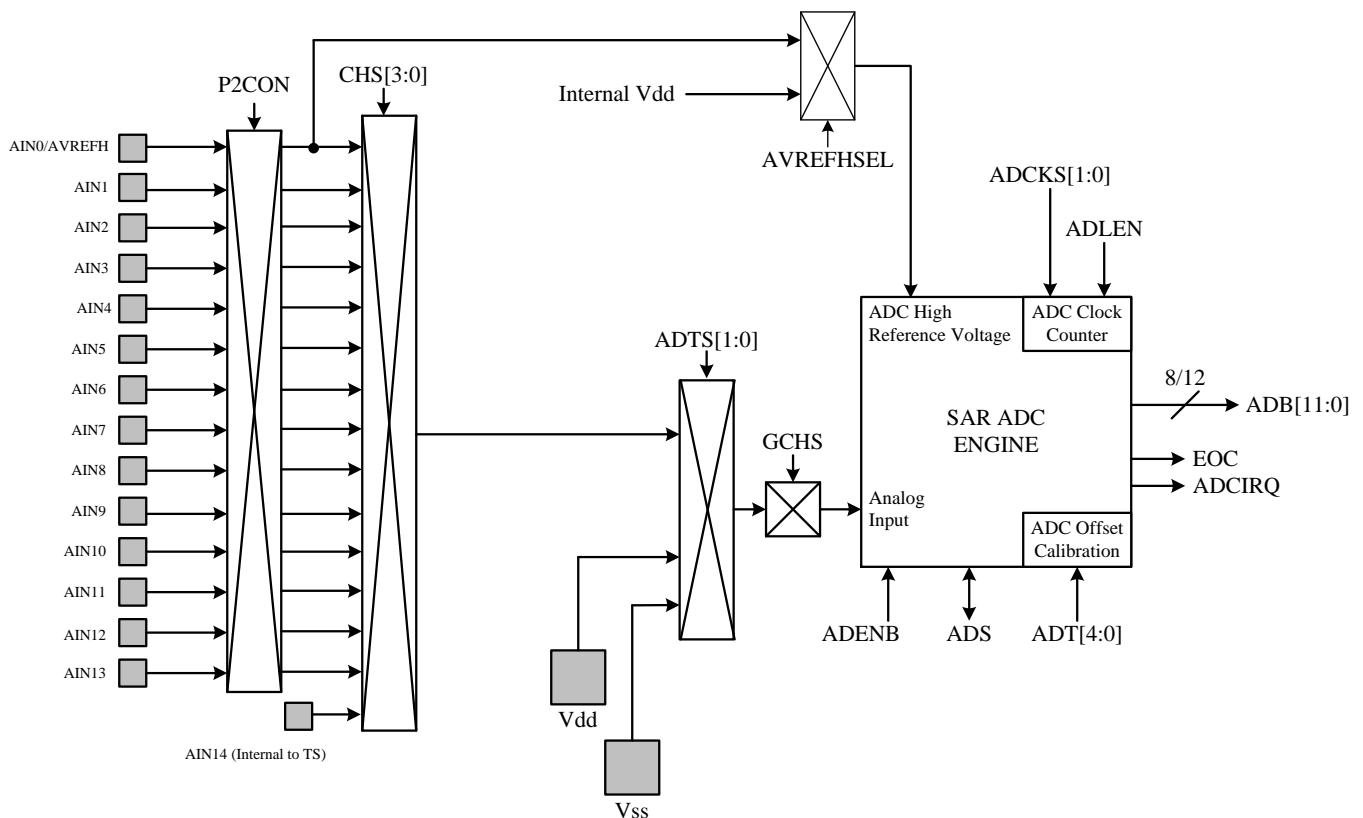 P2CON
CHS[3:0]
Internal Vdd
AVREFHSEL
AIN0/AVREFH
AIN1
AIN2
AIN3
AIN4
AIN5
AIN6
AIN7
AIN8
AIN9
AIN10
AIN11
AIN12
AIN13
AIN14 (Internal to TS)
ADTS[1:0]
Vdd
Vss
GCHS
ADCKS[1:0]
ADLEN
ADC High
Reference Voltage
ADC Clock
Counter
SAR ADC
ENGINE
Analog
Input
ADC Offset
Calibration
8/12
ADB[11:0]
EOC
ADCIRQ
ADENB
ADS
ADT[4:0]